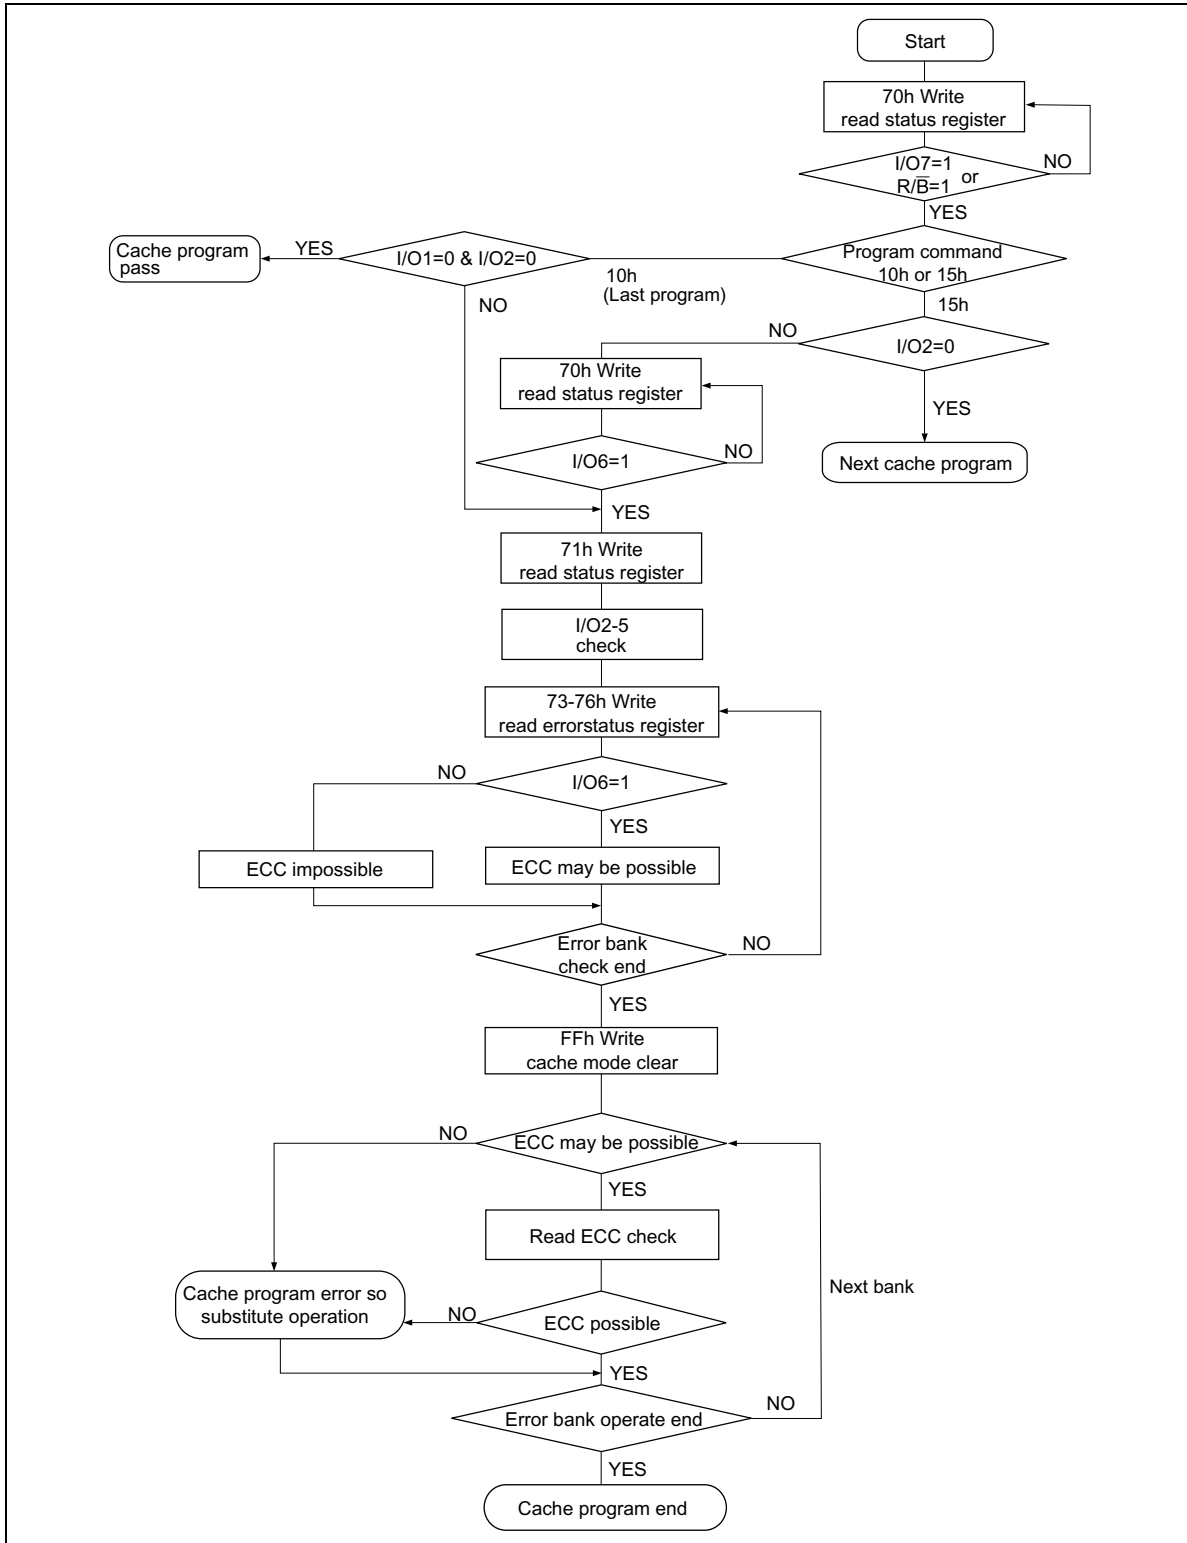 Start
70h Write
read status register
I/O7=1
or
R/B̅=1
NO
YES
Program command
10h or 15h
10h
(Last program)
I/O1=0 & I/O2=0
YES
Cache program
pass
NO
15h
I/O2=0
NO
YES
Next cache program
70h Write
read status register
I/O6=1
NO
YES
71h Write
read status register
I/O2-5
check
73-76h Write
read errorstatus register
I/O6=1
NO
YES
ECC impossible
ECC may be possible
Error bank
check end
NO
YES
FFh Write
cache mode clear
ECC may be possible
NO
YES
Read ECC check
Next bank
Cache program error so
substitute operation
NO
ECC possible
YES
Error bank operate end
NO
YES
Cache program end